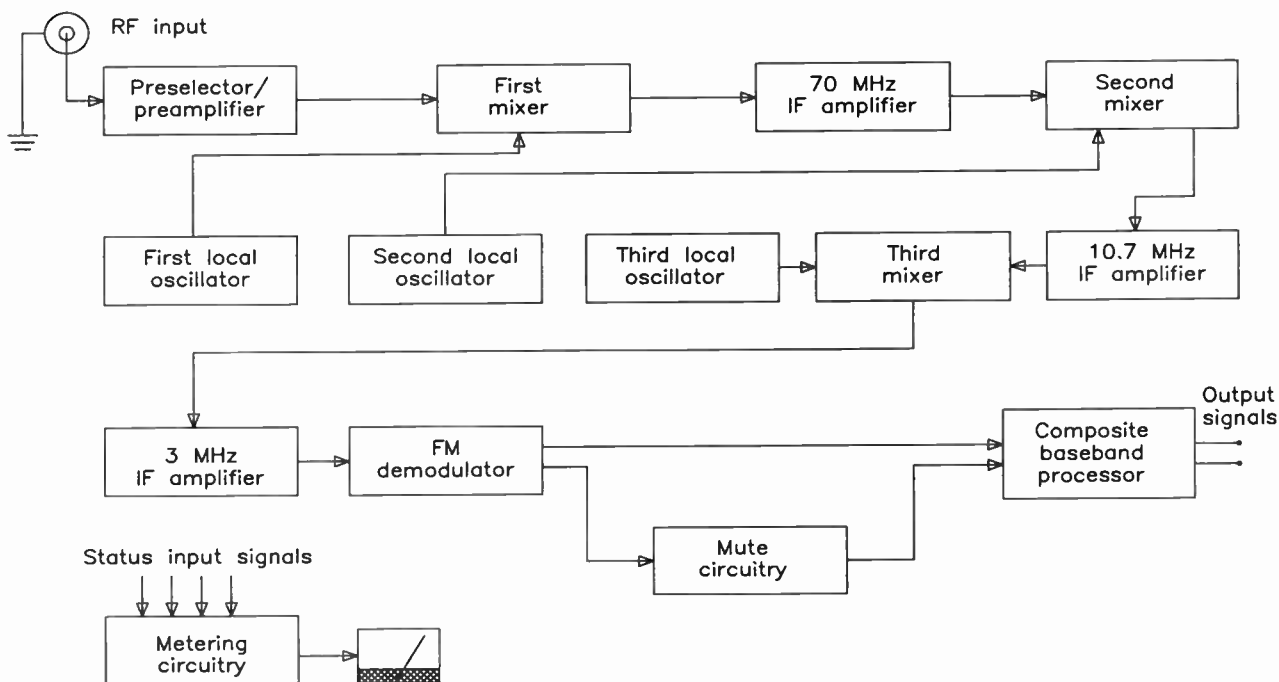 RF input
Preselector/
preamplifier
First
mixer
70 MHz
IF amplifier
Second
mixer
First local
oscillator
Second local
oscillator
Third local
oscillator
Third
mixer
10.7 MHz
IF amplifier
3 MHz
IF amplifier
FM
demodulator
Composite
baseband
processor
Output
signals
Mute
circuitry
Status input signals
Metering
circuitry